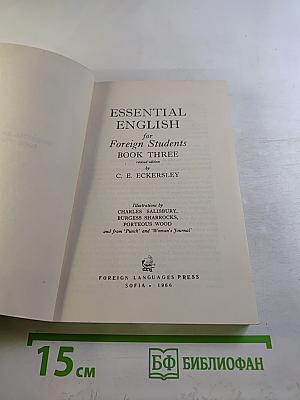 ESSENTIAL
ENGLISH
for
Foreign Students
BOOK THREE
revised edition
by
C. E. ECKERSLEY
Illustrations by
CHARLES SALISBURY,
BURGESS SHARROCKS,
PORTEOUS WOOD
and from 'Punch' and 'Woman's Journal'
FOREIGN LANGUAGES PRESS
SOFIA • 1966
15 см
БФ БИБЛИОФАН